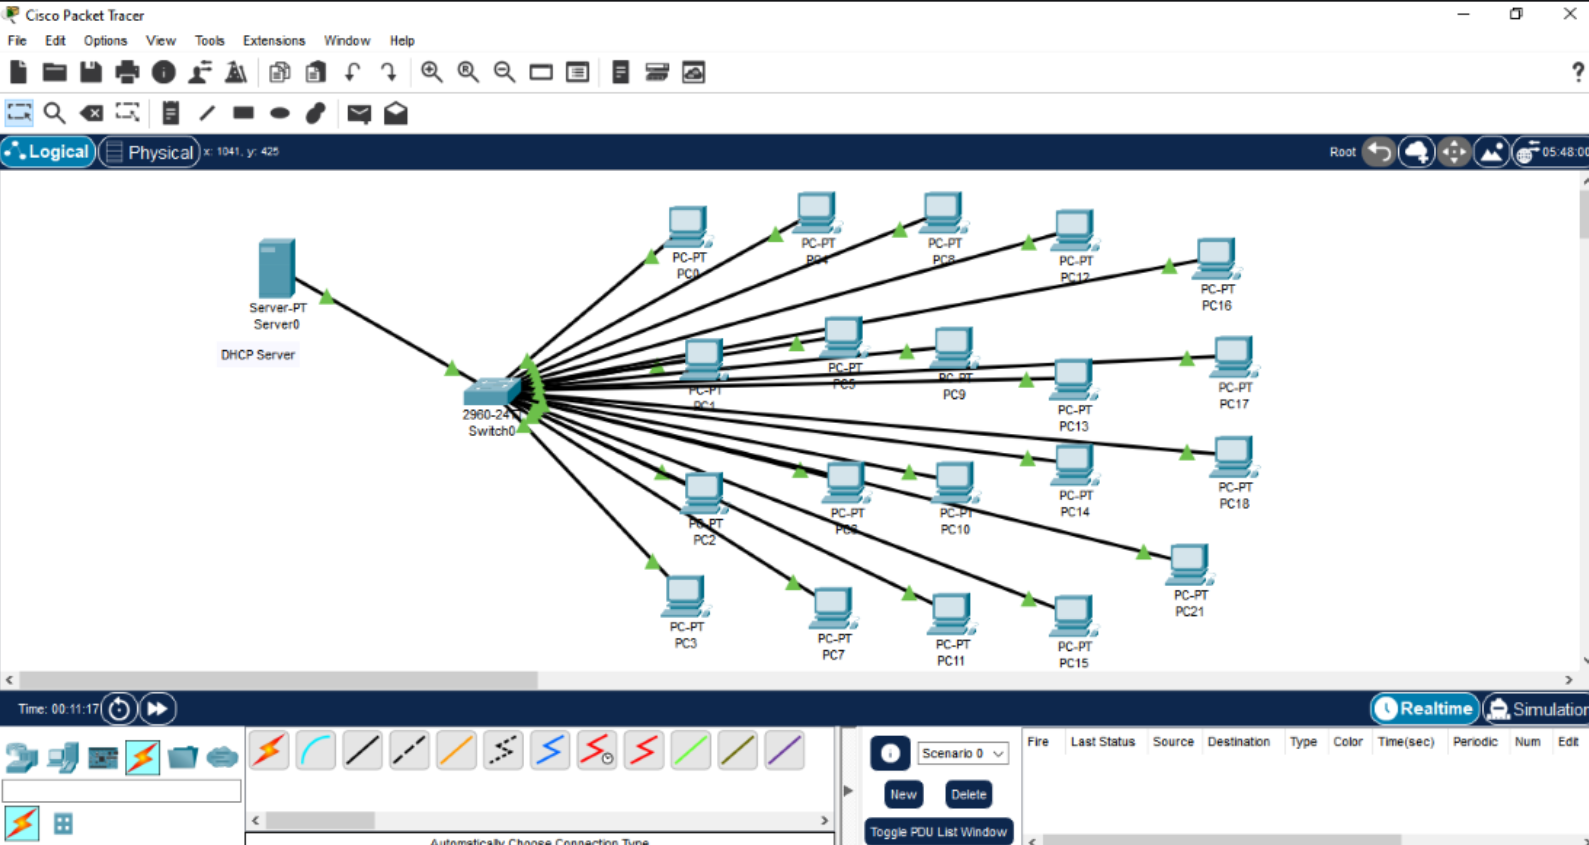 Cisco Packet Tracer
File Edit Options View Tools Extensions Window Help
?
Logical Physical x: 1041, y: 425 Root 05:48:00
PC-PT
PC0
PC-PT
PC4
PC-PT
PC-PT
PC12
PC-PT
PC16
Server-PT
Server0
DHCP Server
PC-PT
PC1
PC-PT
PC5
PC-PT
PC9
PC-PT
PC13
PC-PT
PC17
2960-24TT
Switch0
PC-PT
PC2
PC-PT
PC-PT
PC10
PC-PT
PC14
PC-PT
PC18
PC-PT
PC3
PC-PT
PC7
PC-PT
PC11
PC-PT
PC15
PC-PT
PC21
Time: 00:11:17 Realtime Simulation
Scenario 0
New Delete
Toggle PDU List Window
Fire Last Status Source Destination Type Color Time(sec) Periodic Num Edit
Automatically Choose Connection Type